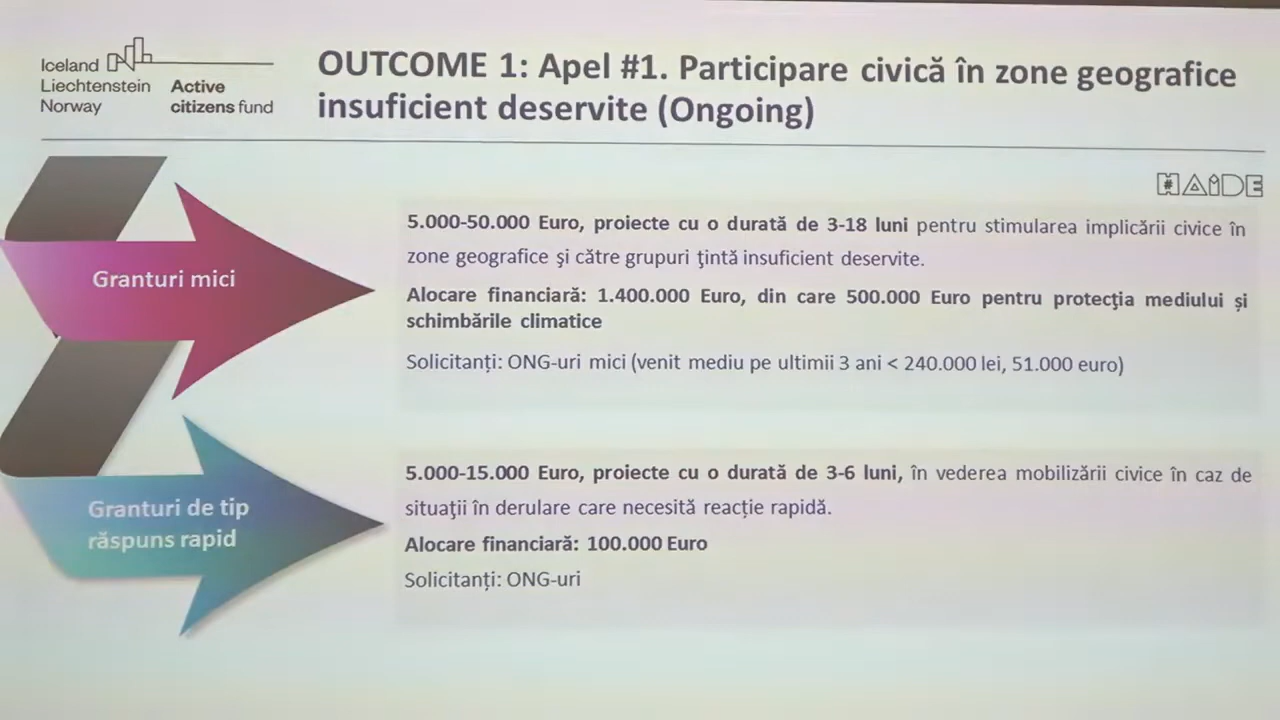 Iceland
Liechtenstein Active
Norway citizens fund
OUTCOME 1: Apel #1. Participare civică în zone geografice
insuficient deservite (Ongoing)
#HAIDE
Granturi mici
5.000-50.000 Euro, proiecte cu o durată de 3-18 luni pentru stimularea implicării civice în
zone geografice şi către grupuri ţintă insuficient deservite.
Alocare financiară: 1.400.000 Euro, din care 500.000 Euro pentru protecţia mediului și
schimbările climatice
Solicitanți: ONG-uri mici (venit mediu pe ultimii 3 ani < 240.000 lei, 51.000 euro)
Granturi de tip
răspuns rapid
5.000-15.000 Euro, proiecte cu o durată de 3-6 luni, în vederea mobilizării civice în caz de
situaţii în derulare care necesită reacție rapidă.
Alocare financiară: 100.000 Euro
Solicitanți: ONG-uri